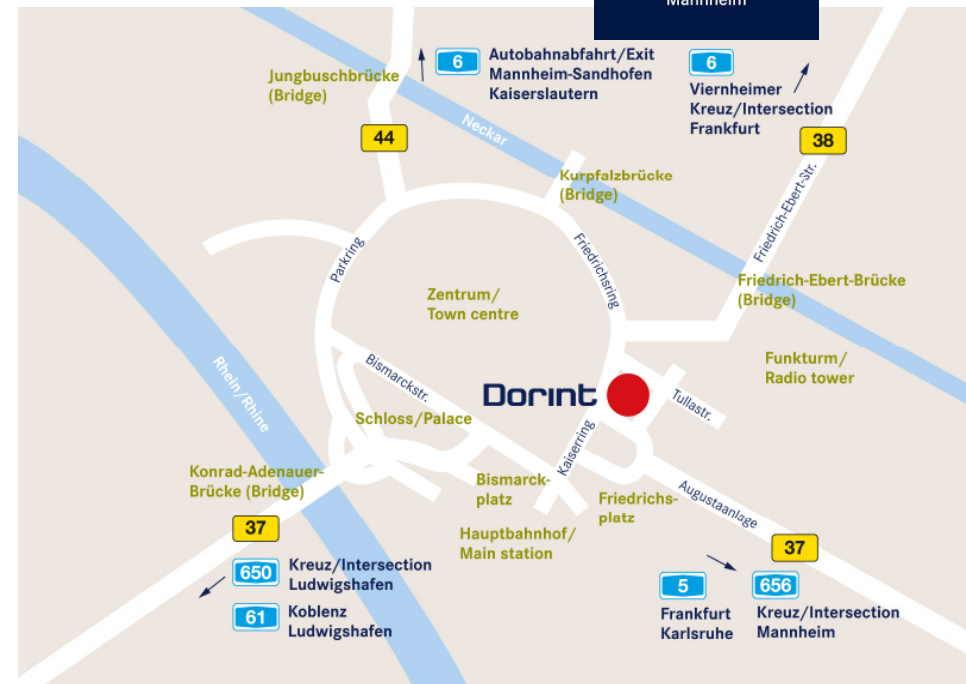 Mannheim
6
Autobahnabfahrt/Exit
Mannheim-Sandhofen
Kaiserslautern
6
Viernheimer
Kreuz/Intersection
Frankfurt
Jungbuschbrücke
(Bridge)
44
Neckar
38
Kurpfalzbrücke
(Bridge)
Friedrich-Ebert-Str.
Parkring
Friedrichsring
Friedrich-Ebert-Brücke
(Bridge)
Zentrum/
Town centre
Rhein/Rhine
Bismarckstr.
Funkturm/
Radio tower
Dorint
Tullastr.
Schloss/Palace
Kaiserring
Konrad-Adenauer-
Brücke (Bridge)
Bismarck-
platz
Friedrichs-
platz
Augustaanlage
Hauptbahnhof/
Main station
37
37
650
Kreuz/Intersection
Ludwigshafen
61
Koblenz
Ludwigshafen
5
Frankfurt
Karlsruhe
656
Kreuz/Intersection
Mannheim